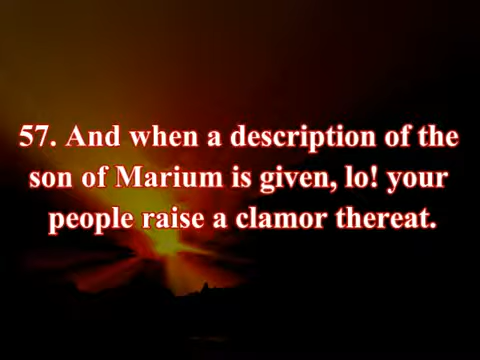 57. And when a description of the
son of Marium is given, lo! your
people raise a clamor thereat.